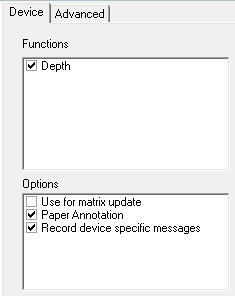 Device Advanced
Functions
Depth
Options
Use for matrix update
Paper Annotation
Record device specific messages